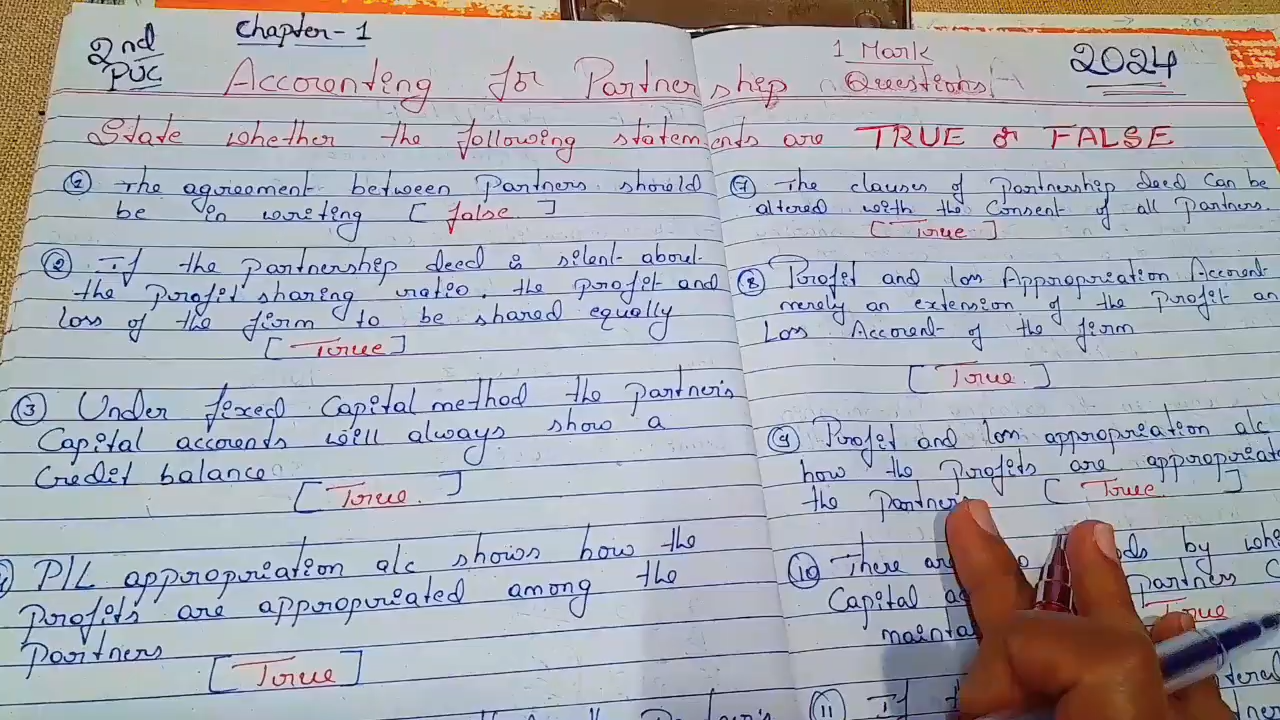 2nd PUC
Chapter-1
Accounting for Partnership
1 Mark
Questions
2024
State whether the following statements are TRUE or FALSE
① The agreement between Partners should
be in writing [ false ]
② If the partnership deed is silent about
the profit sharing ratio, the profit and
loss of the firm to be shared equally
[ True ]
③ Under fixed Capital method the partner's
Capital accounts will always show a
Credit balance
[ True ]
P/L appropriation a/c shows how the
profits are appropriated among the
partners
[ True ]
⑦ The clauses of Partnership deed can be
altered with the Consent of all Partners.
[ True ]
⑧ Profit and loss Appropriation Account
merely an extension of the Profit an
Loss Account of the firm
[ True ]
⑨ Profit and loss appropriation a/c
how the profits are appropriate
the partners [ True ]
⑩ There are by
Capital partners
True
⑪ If